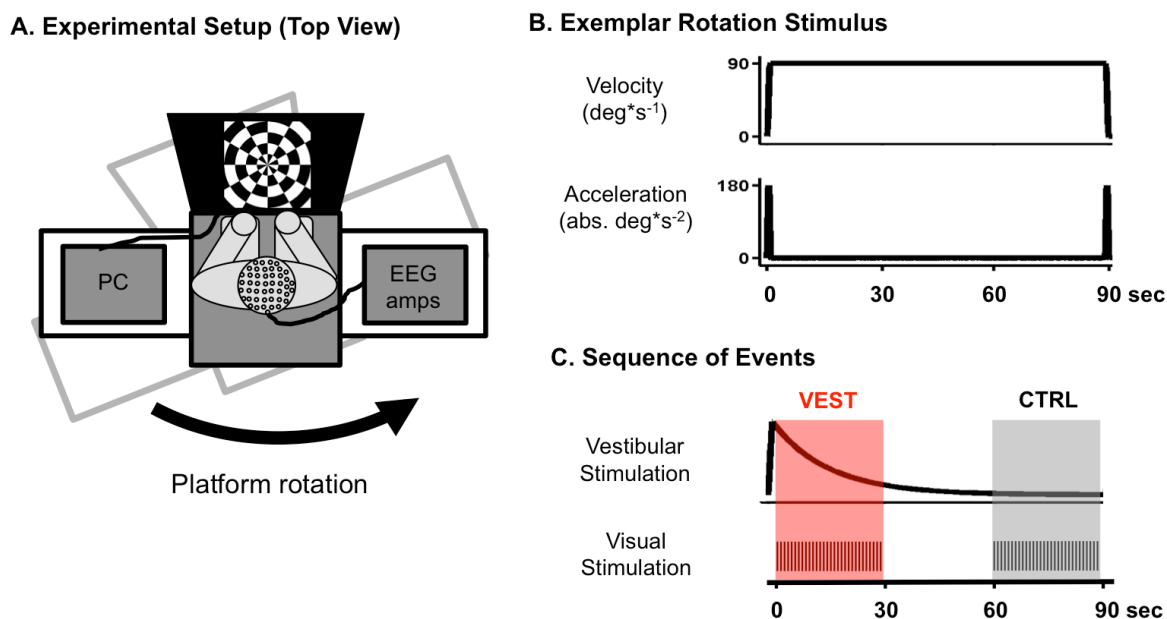 A. Experimental Setup (Top View)
PC
EEG
amps
Platform rotation
B. Exemplar Rotation Stimulus
Velocity
(deg*s-1)
90
0
Acceleration
(abs. deg*s-2)
180
0
0 30 60 90 sec
C. Sequence of Events
VEST CTRL
Vestibular
Stimulation
Visual
Stimulation
0 30 60 90 sec